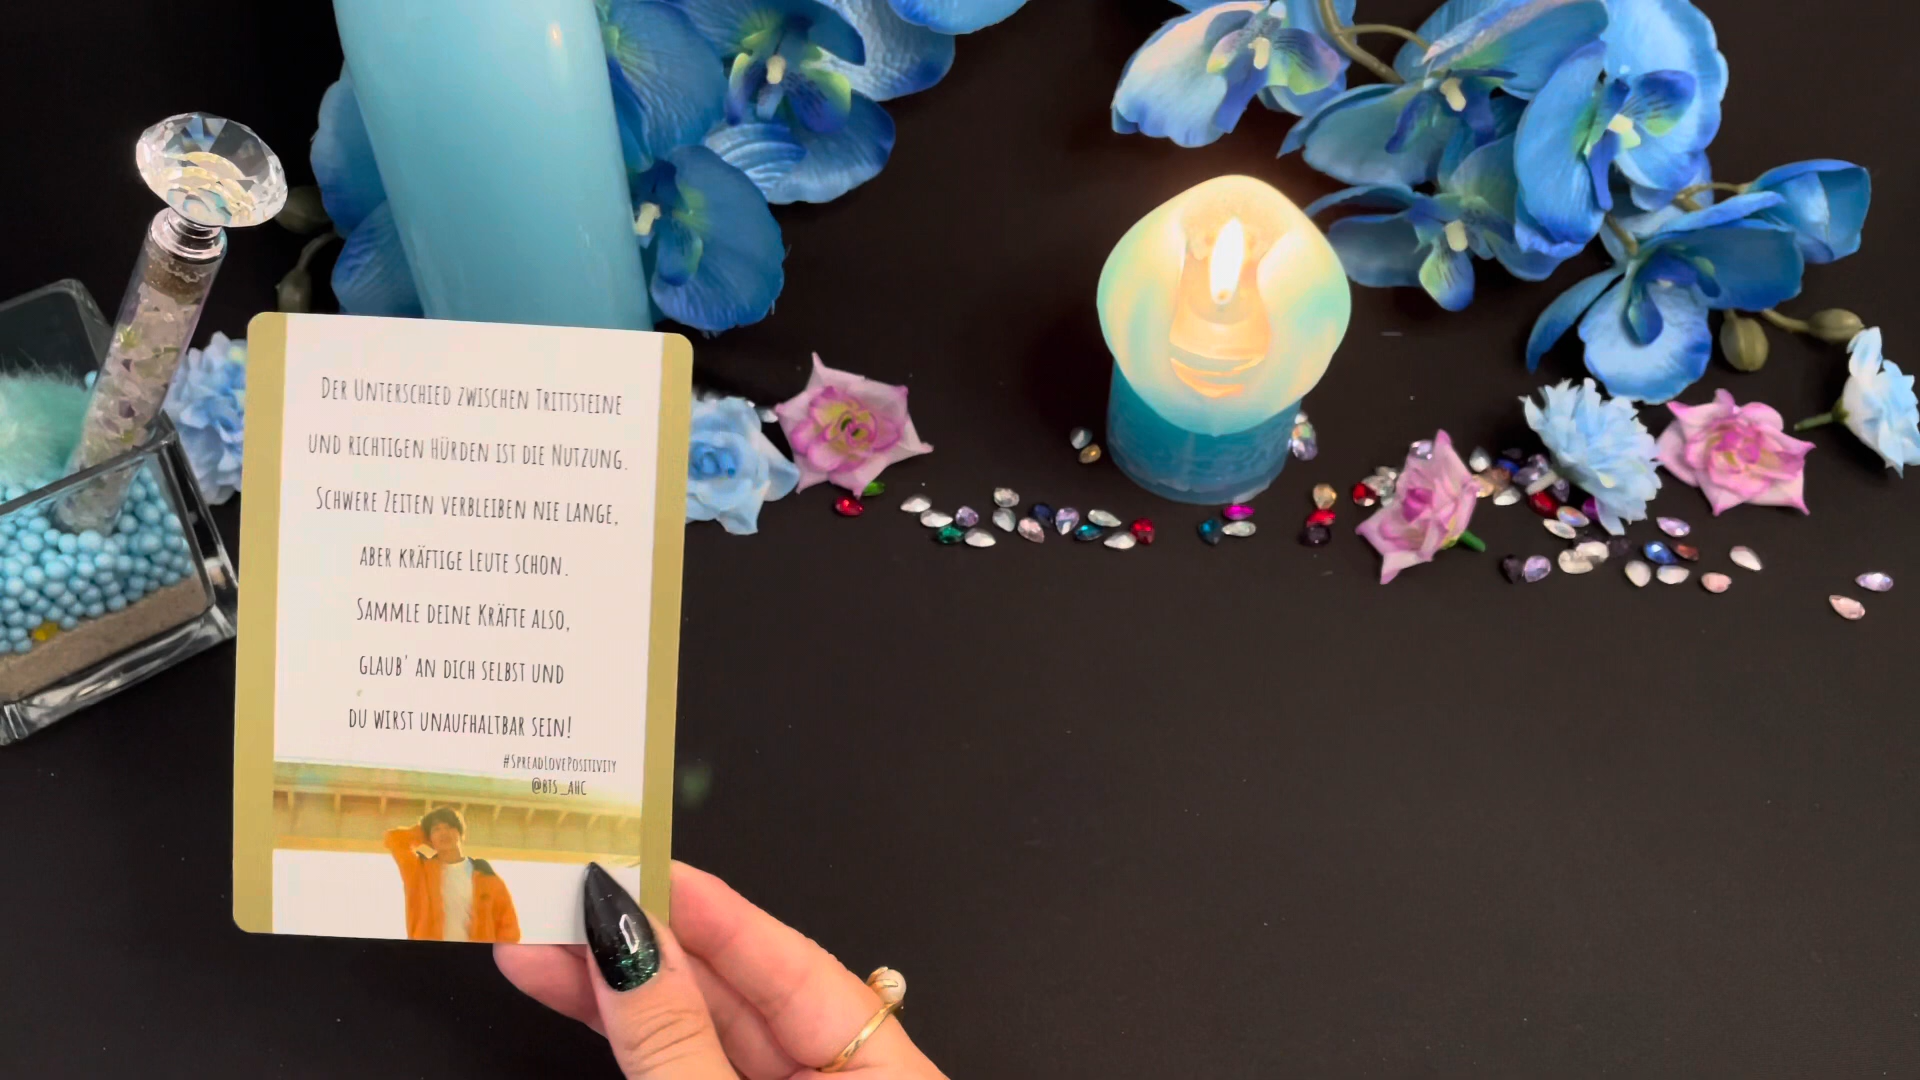 Der Unterschied zwischen Trittsteine
und richtigen Hürden ist die Nutzung.
Schwere Zeiten verbleiben nie lange,
aber kräftige Leute schon.
Sammle deine Kräfte also,
glaub' an dich selbst und
du wirst unaufhaltbar sein!
#SpreadLovePositivity
@BTS_AHC